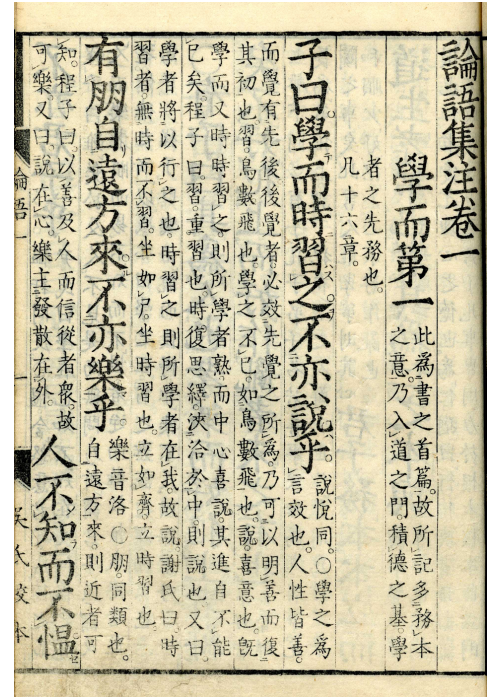 論語集注卷一
學而第一
此爲書之首篇。故所記多務本
之意。乃入道之門積德之基。學
者之先務也。
凡十六章。
子曰。學而時習之。不亦說乎。
說悅同。○學之爲
言效也。人性皆善。
而覺有先後。後覺者。必效先覺之所爲。乃可以明善而復
其初也。習。鳥數飛也。學之不已。如鳥數飛也。說。喜意也。旣
學而又時時習之。則所學者熟。而中心喜說。其進自不能
已矣。程子曰。習。重習也。時復思繹。浹洽於中。則說也又曰。
學者將以行之也。時習之則所學者在我。故說謝氏曰時
習者。無時而不習。坐如尸。坐時習也。立如齊立時習也
有朋自遠方來。不亦樂乎
樂音洛○朋。同類也。
自遠方來。則近者可
知。程子曰。以善及人而信從者衆。故
可樂。又曰。說在心。樂主發散在外。
人不知而不慍
論語一
一
吳氏校本